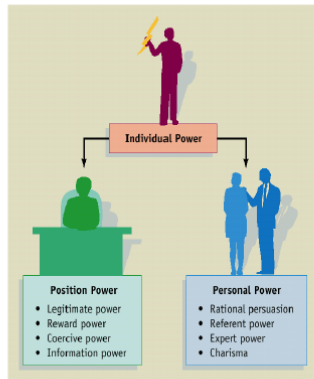 Individual Power
Position Power
• Legitimate power
• Reward power
• Coercive power
• Information power
Personal Power
• Rational persuasion
• Referent power
• Expert power
• Charisma